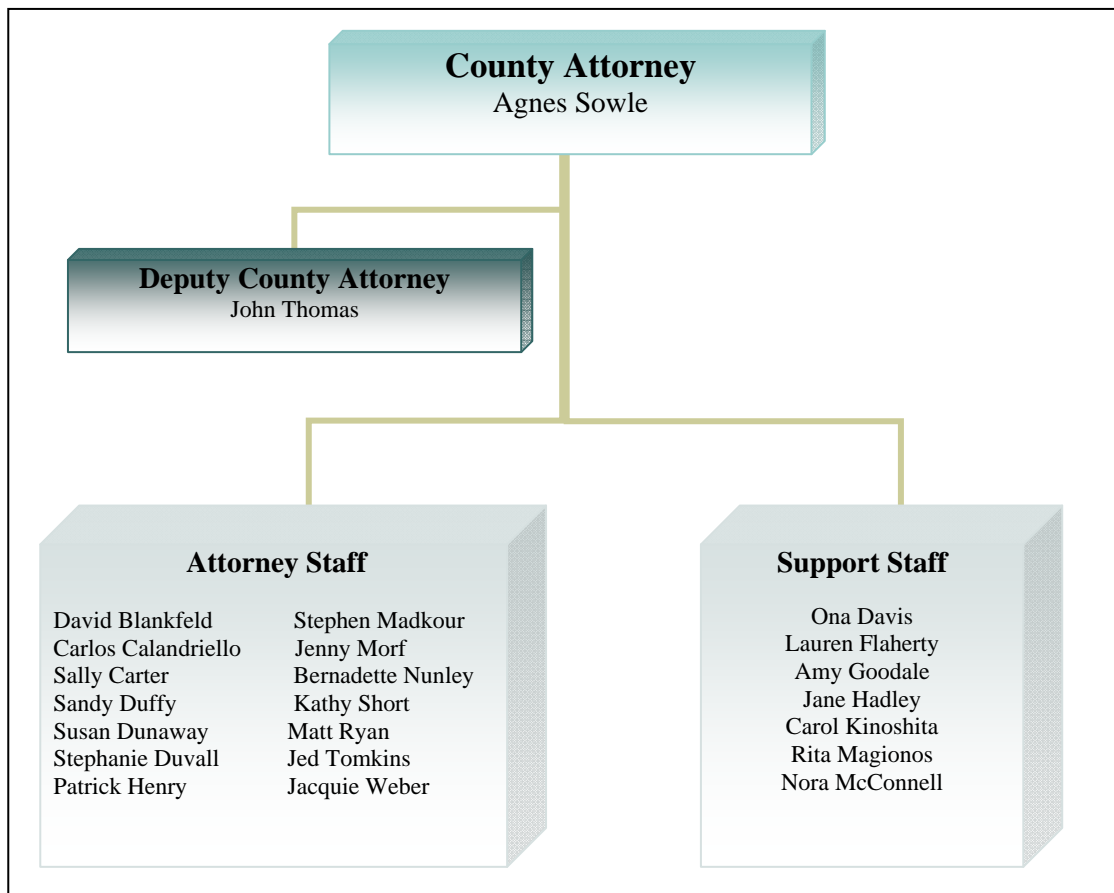 County Attorney
Agnes Sowle
Deputy County Attorney
John Thomas
Attorney Staff
David Blankfeld
Carlos Calandriello
Sally Carter
Sandy Duffy
Susan Dunaway
Stephanie Duvall
Patrick Henry
Stephen Madkour
Jenny Morf
Bernadette Nunley
Kathy Short
Matt Ryan
Jed Tomkins
Jacquie Weber
Support Staff
Ona Davis
Lauren Flaherty
Amy Goodale
Jane Hadley
Carol Kinoshita
Rita Magionos
Nora McConnell